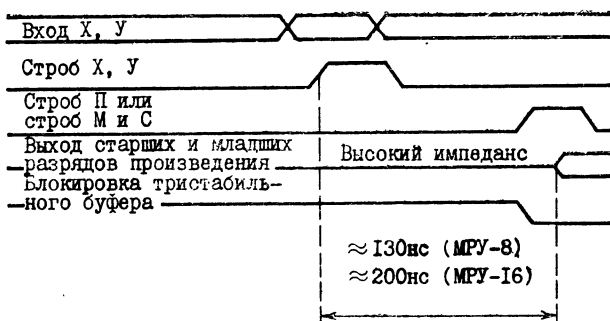 Вход X, У
Строб X, У
Строб П или
строб М и С
Выход старших и младших
разрядов произведения
Высокий импеданс
Блокировка тристабиль-
ного буфера
≈130нс (МРУ-8)
≈200нс (МРУ-16)